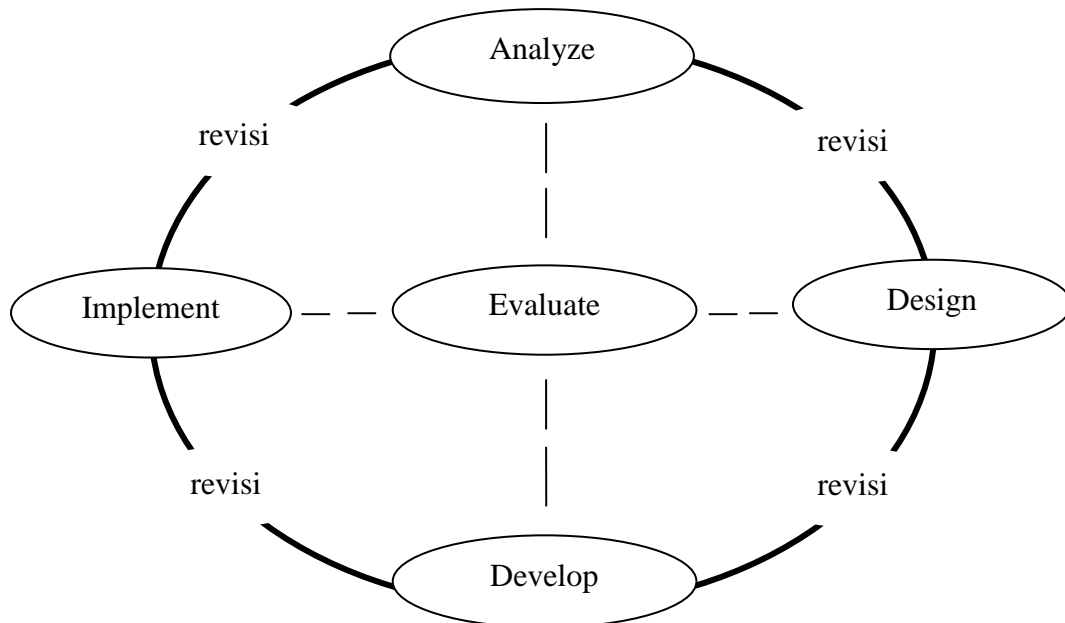 Analyze
revisi
revisi
Implement
Evaluate
Design
revisi
revisi
Develop